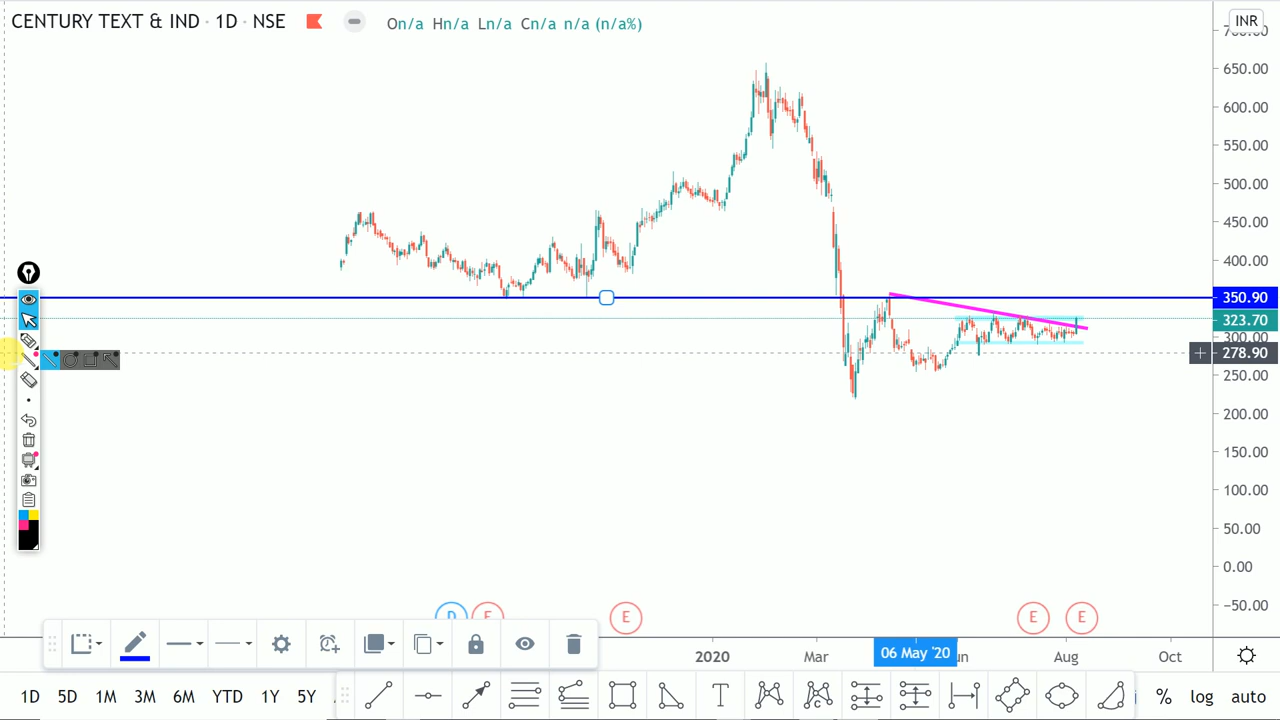 CENTURY TEXT & IND · 1D · NSE
On/a Hn/a Ln/a Cn/a n/a (n/a%)
INR
650.00
600.00
550.00
500.00
450.00
400.00
350.90
323.70
300.00
278.90
250.00
200.00
150.00
100.00
50.00
0.00
−50.00
D E E E E
2020 Mar 06 May '20 Aug Oct
1D 5D 1M 3M 6M YTD 1Y 5Y
T C % log auto